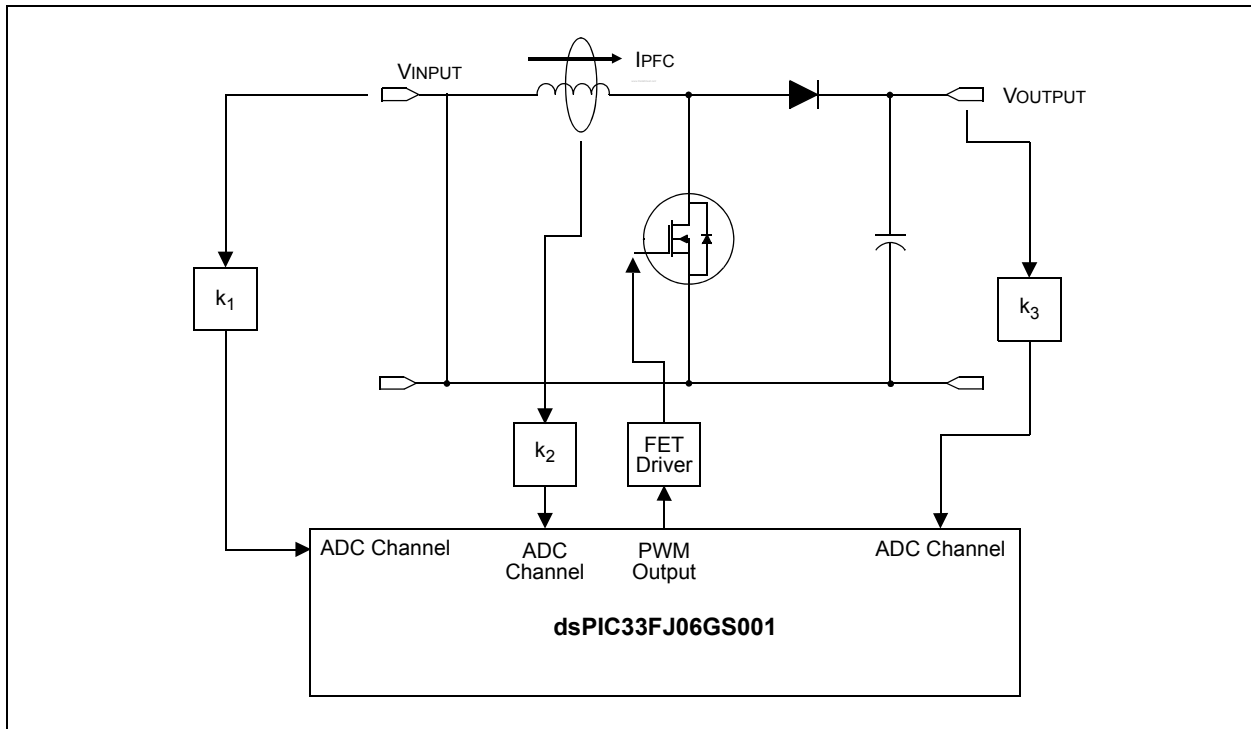 IPFC
VINPUT
VOUTPUT
k1
k3
k2
FET
Driver
ADC Channel
ADC
Channel
PWM
Output
ADC Channel
dsPIC33FJ06GS001